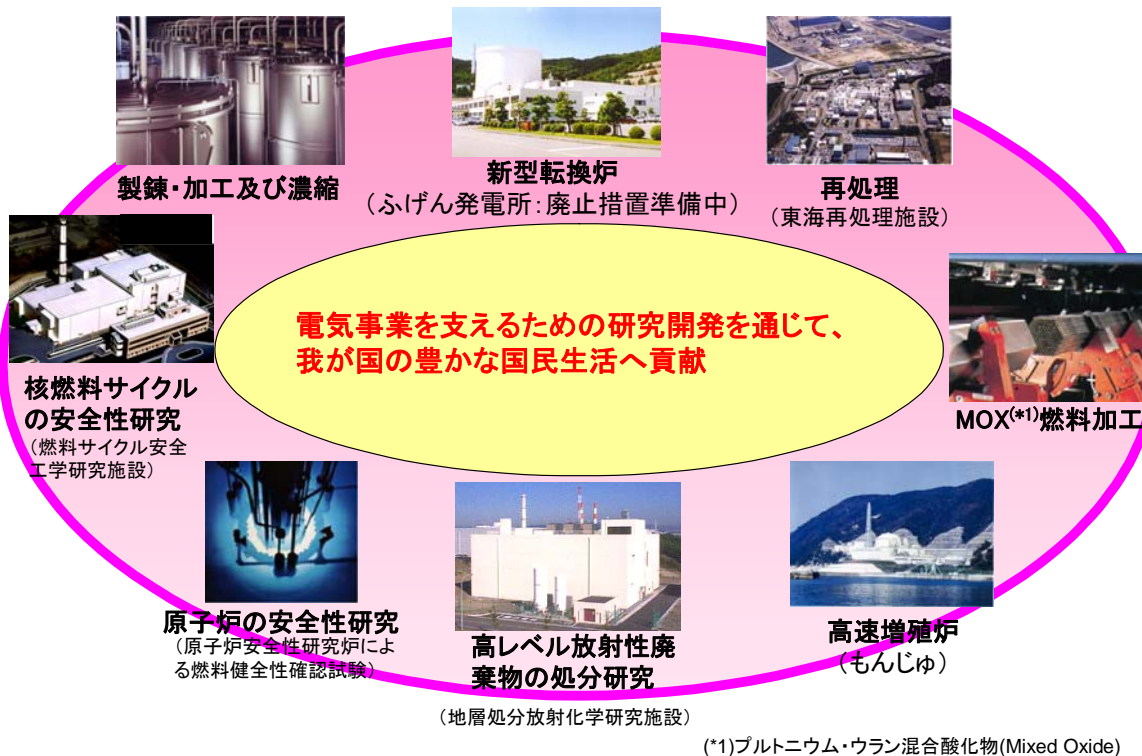 製錬・加工及び濃縮
新型転換炉
（ふげん発電所：廃止措置準備中）
再処理
（東海再処理施設）
電気事業を支えるための研究開発を通じて、
我が国の豊かな国民生活へ貢献
核燃料サイクル
の安全性研究
（燃料サイクル安全
工学研究施設）
MOX(*1)燃料加工
原子炉の安全性研究
（原子炉安全性研究炉によ
る燃料健全性確認試験）
高レベル放射性廃
棄物の処分研究
（地層処分放射化学研究施設）
高速増殖炉
（もんじゅ）
(*1)プルトニウム・ウラン混合酸化物(Mixed Oxide)